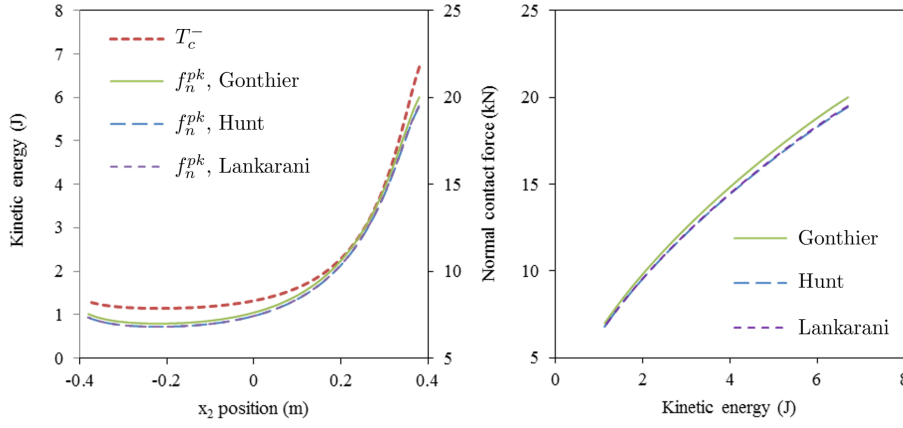 8
7
6
5
4
3
2
1
0
Kinetic energy (J)
-0.4
-0.2
0
0.2
0.4
x₂ position (m)
T_c^-
f_n^{pk}, Gonthier
f_n^{pk}, Hunt
f_n^{pk}, Lankarani
25
20
15
10
5
25
20
15
10
5
Normal contact force (kN)
0
2
4
6
8
Kinetic energy (J)
Gonthier
Hunt
Lankarani